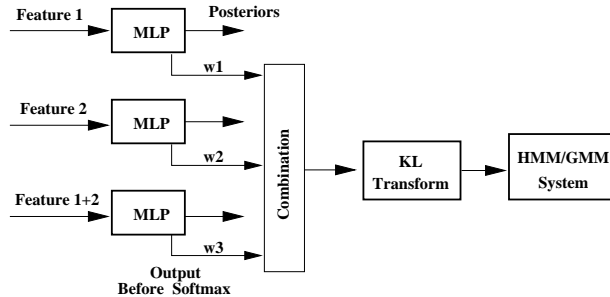 Feature 1
MLP
Posteriors
w1
Feature 2
MLP
w2
Feature 1+2
MLP
w3
Output
Before Softmax
Combination
KL
Transform
HMM/GMM
System